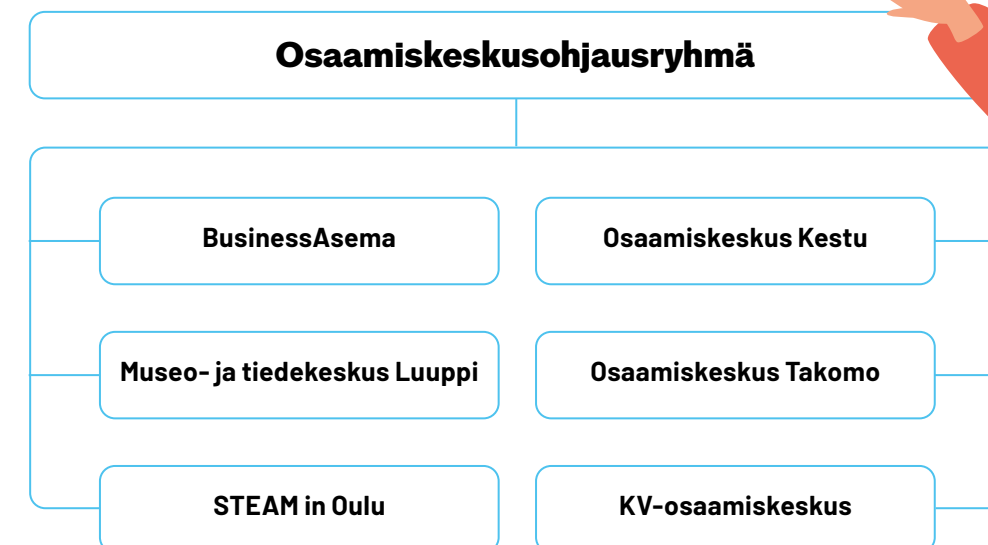 Osaamiskeskusohjausryhmä
BusinessAsema
Osaamiskeskus Kestu
Museo- ja tiedekeskus Luuppi
Osaamiskeskus Takomo
STEAM in Oulu
KV-osaamiskeskus